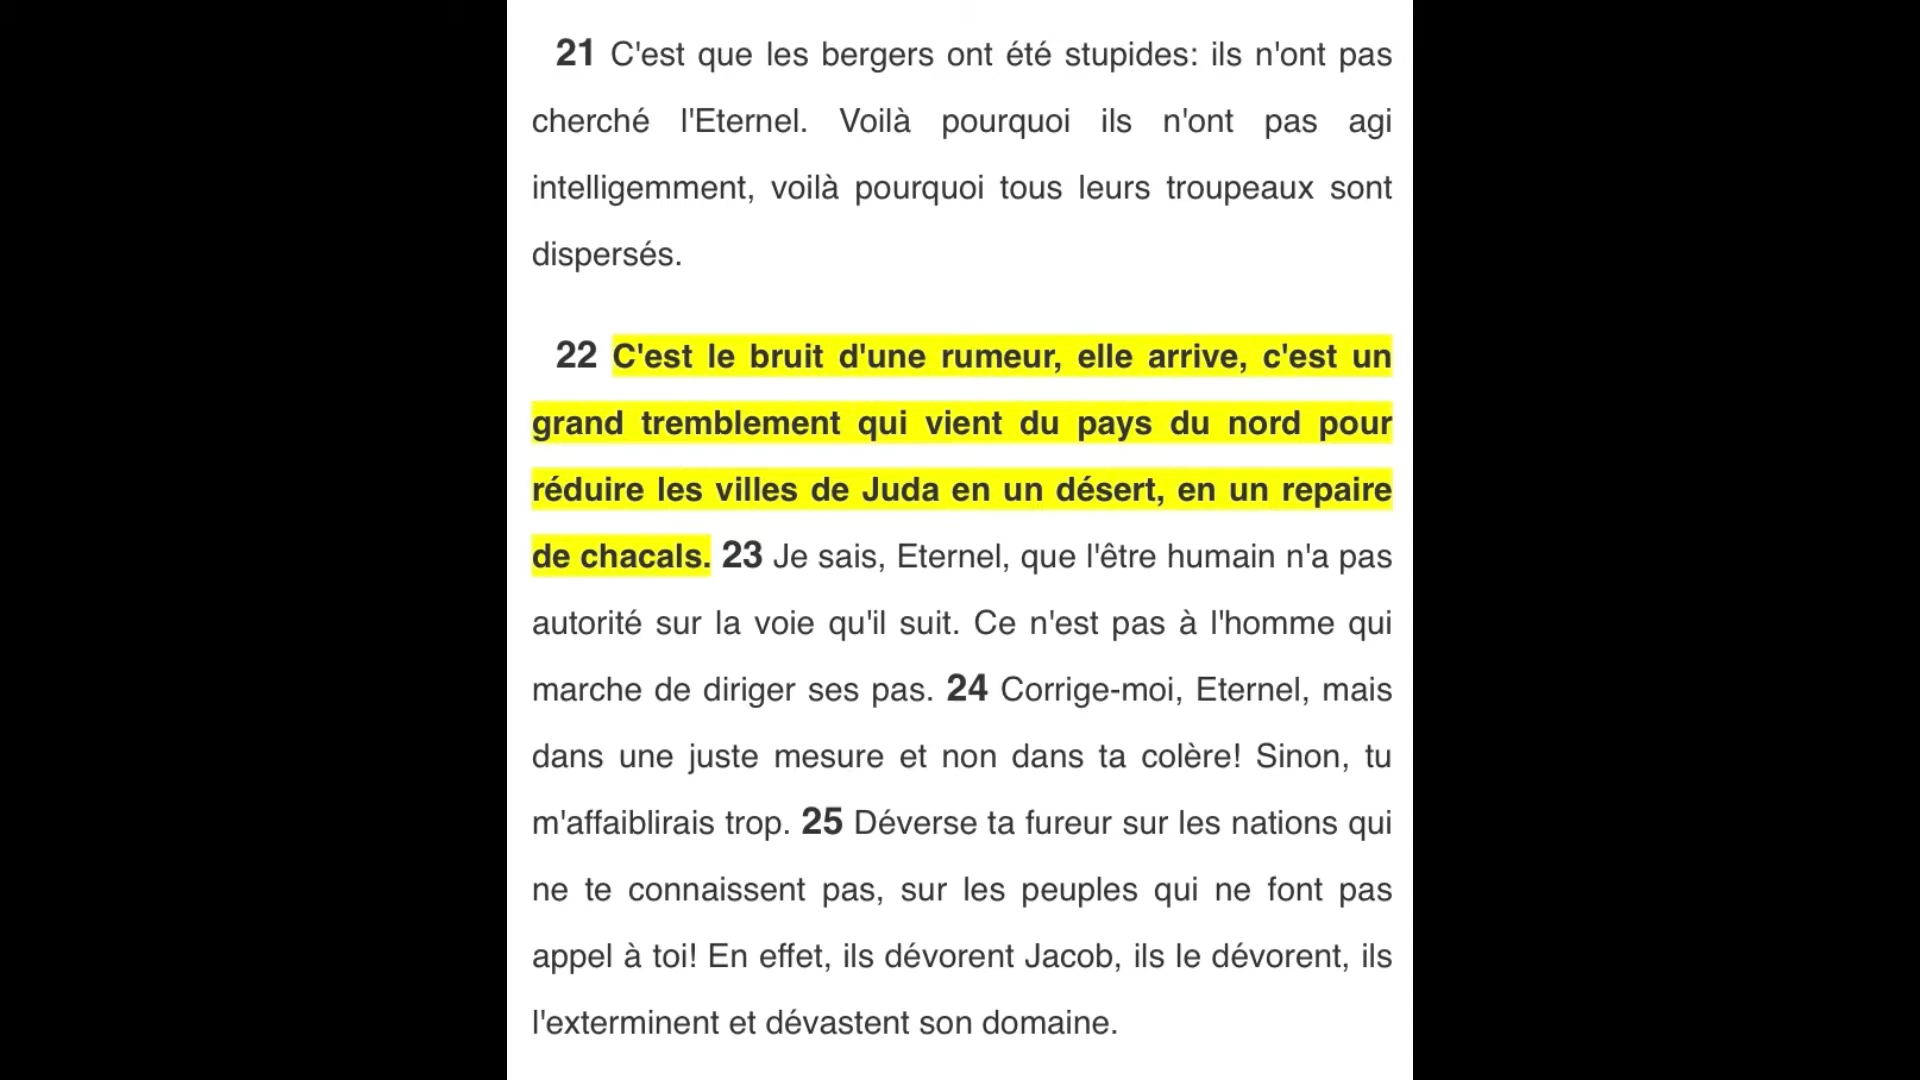 21 C'est que les bergers ont été stupides: ils n'ont pas
cherché l'Eternel. Voilà pourquoi ils n'ont pas agi
intelligemment, voilà pourquoi tous leurs troupeaux sont
dispersés.
22 C'est le bruit d'une rumeur, elle arrive, c'est un
grand tremblement qui vient du pays du nord pour
réduire les villes de Juda en un désert, en un repaire
de chacals. 23 Je sais, Eternel, que l'être humain n'a pas
autorité sur la voie qu'il suit. Ce n'est pas à l'homme qui
marche de diriger ses pas. 24 Corrige-moi, Eternel, mais
dans une juste mesure et non dans ta colère! Sinon, tu
m'affaiblirais trop. 25 Déverse ta fureur sur les nations qui
ne te connaissent pas, sur les peuples qui ne font pas
appel à toi! En effet, ils dévorent Jacob, ils le dévorent, ils
l'exterminent et dévastent son domaine.